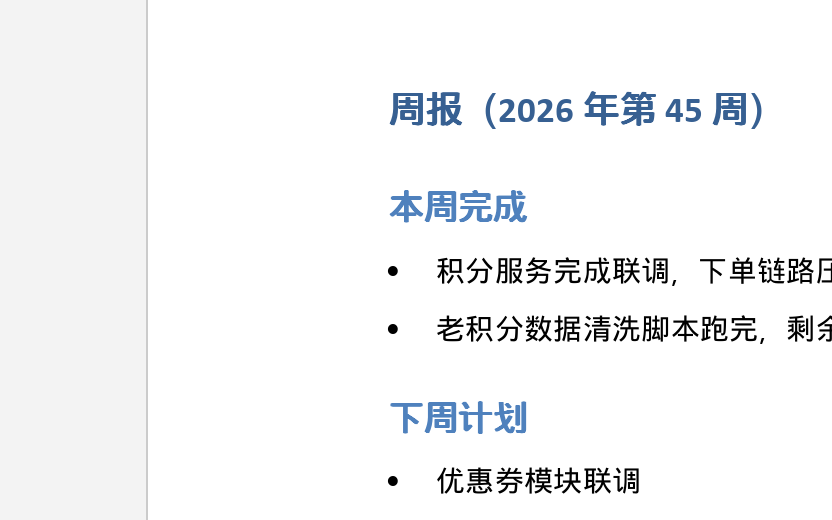 周报（2026 年第 45 周）
本周完成
• 积分服务完成联调，下单链路
• 老积分数据清洗脚本跑完，剩
下周计划
• 优惠券模块联调